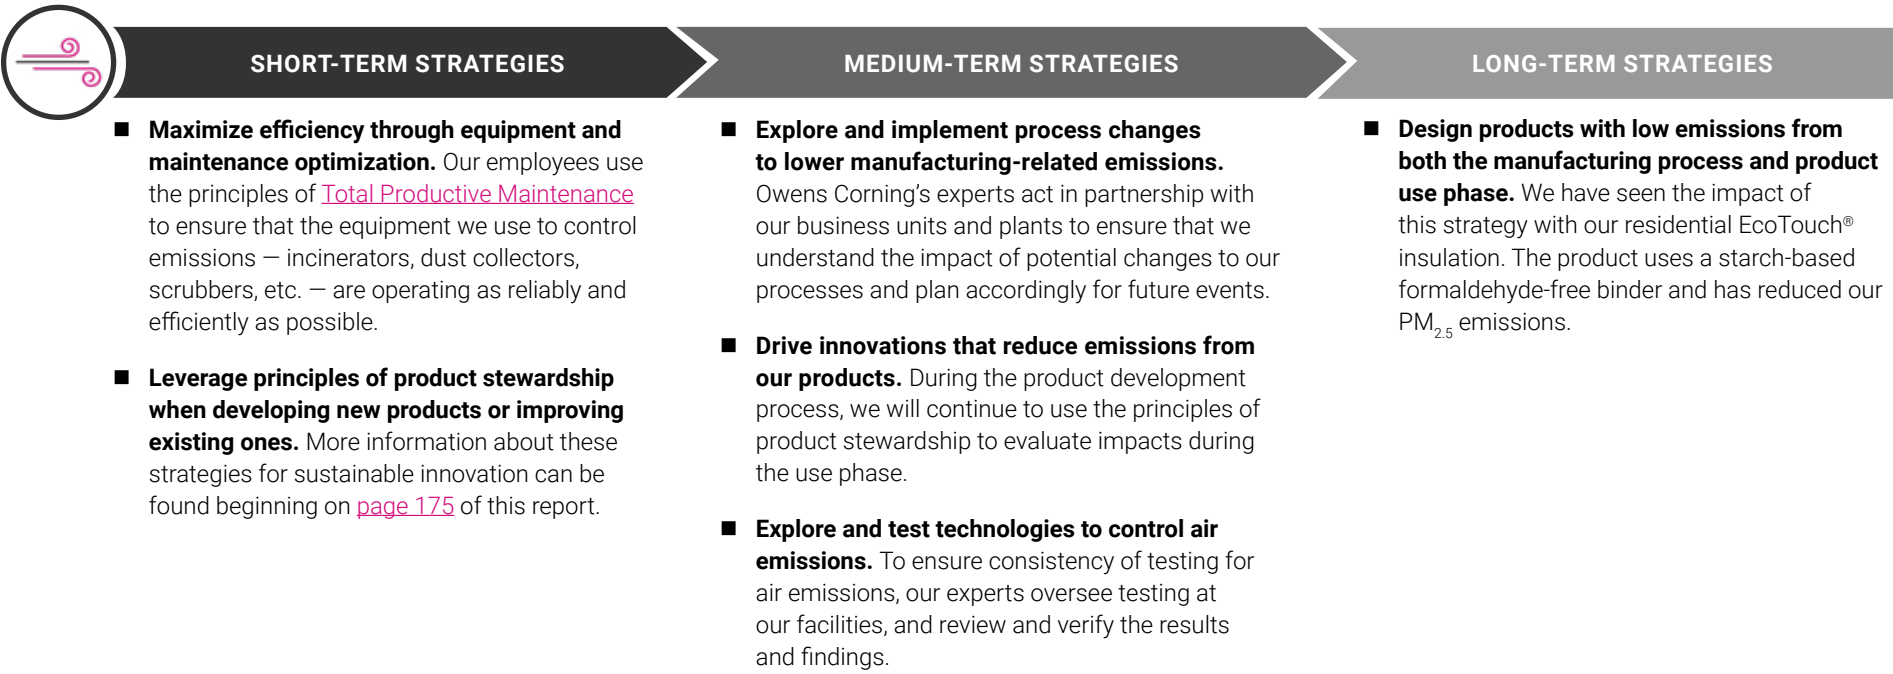 SHORT-TERM STRATEGIES
■ Maximize efficiency through equipment and
maintenance optimization. Our employees use
the principles of Total Productive Maintenance
to ensure that the equipment we use to control
emissions — incinerators, dust collectors,
scrubbers, etc. — are operating as reliably and
efficiently as possible.
■ Leverage principles of product stewardship
when developing new products or improving
existing ones. More information about these
strategies for sustainable innovation can be
found beginning on page 175 of this report.
MEDIUM-TERM STRATEGIES
■ Explore and implement process changes
to lower manufacturing-related emissions.
Owens Corning’s experts act in partnership with
our business units and plants to ensure that we
understand the impact of potential changes to our
processes and plan accordingly for future events.
■ Drive innovations that reduce emissions from
our products. During the product development
process, we will continue to use the principles of
product stewardship to evaluate impacts during
the use phase.
■ Explore and test technologies to control air
emissions. To ensure consistency of testing for
air emissions, our experts oversee testing at
our facilities, and review and verify the results
and findings.
LONG-TERM STRATEGIES
■ Design products with low emissions from
both the manufacturing process and product
use phase. We have seen the impact of
this strategy with our residential EcoTouch®
insulation. The product uses a starch-based
formaldehyde-free binder and has reduced our
PM2.5 emissions.